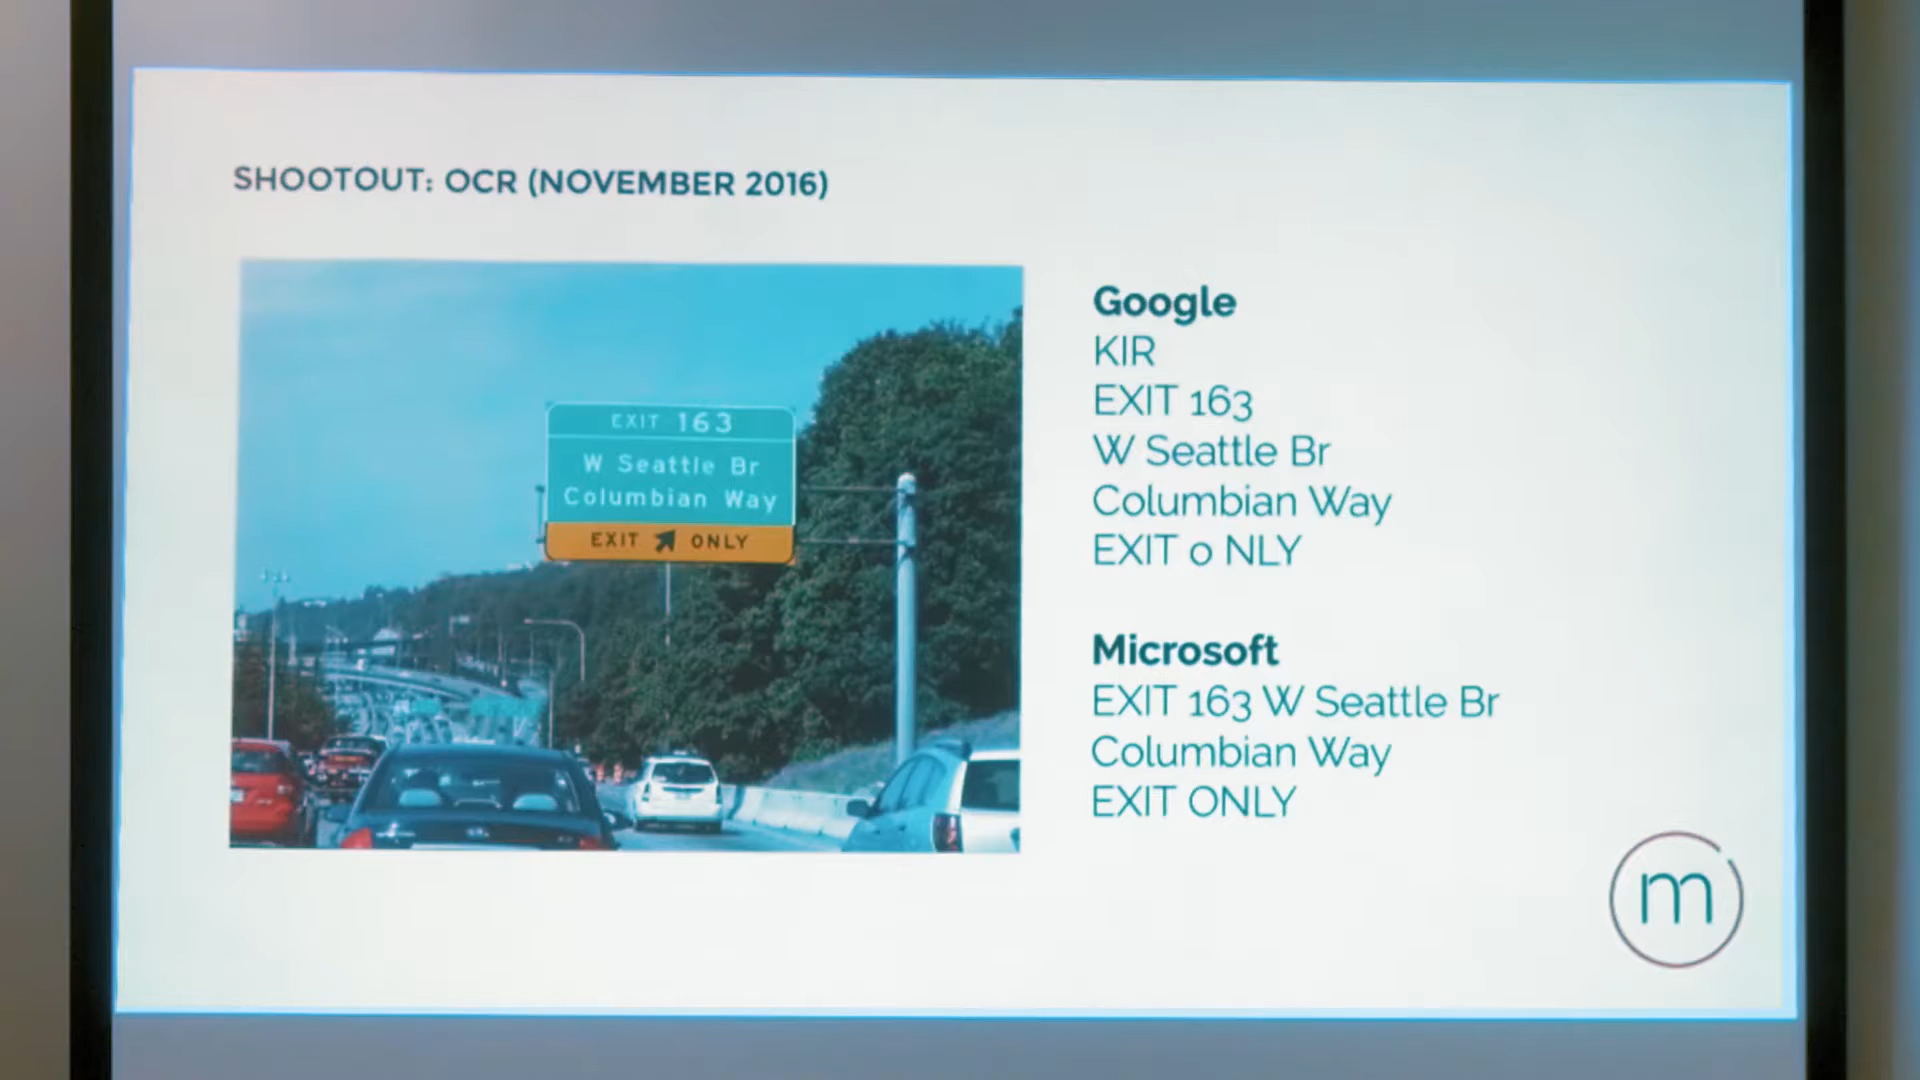 SHOOTOUT: OCR (NOVEMBER 2016)
EXIT 163
W Seattle Br
Columbian Way
EXIT ONLY
Google
KIR
EXIT 163
W Seattle Br
Columbian Way
EXIT o NLY
Microsoft
EXIT 163 W Seattle Br
Columbian Way
EXIT ONLY
m